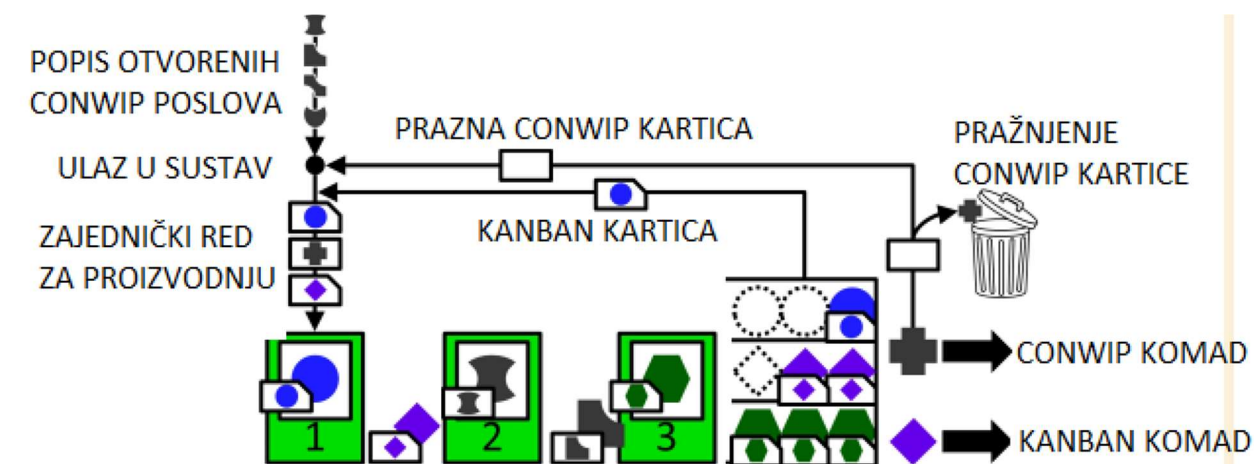 POPIS OTVORENIH
CONWIP POSLOVA
PRAZNA CONWIP KARTICA
PRAŽNJENJE
CONWIP KARTICE
ULAZ U SUSTAV
KANBAN KARTICA
ZAJEDNIČKI RED
ZA PROIZVODNJU
CONWIP KOMAD
1
2
3
KANBAN KOMAD